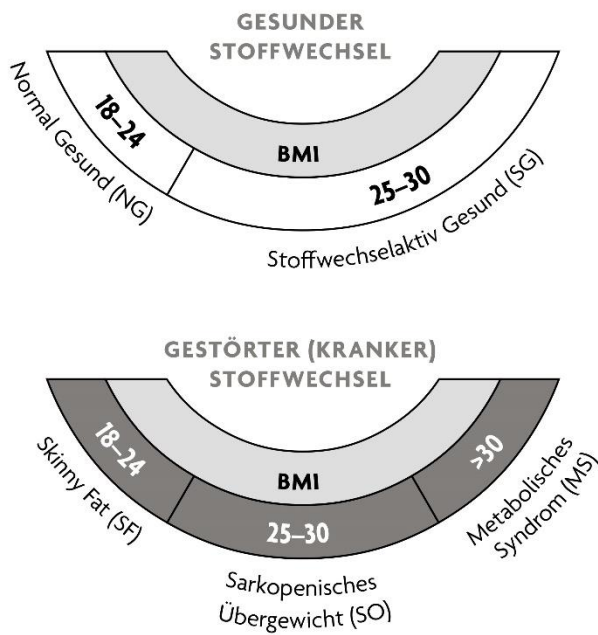 GESUNDER
STOFFWECHSEL
18–24
BMI
25–30
Normal Gesund (NG)
Stoffwechselaktiv Gesund (SG)
GESTÖRTER (KRANKER)
STOFFWECHSEL
18–24
BMI
>30
25–30
Skinny Fat (SF)
Sarkopenisches
Übergewicht (SO)
Metabolisches
Syndrom (MS)